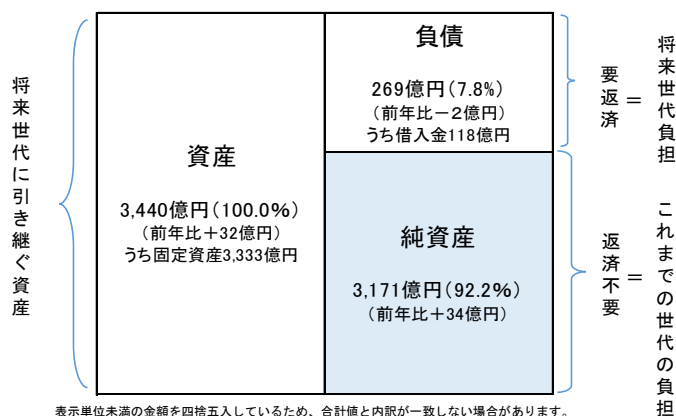 将来世代に引き継ぐ資産
資産
3,440億円(100.0%)
(前年比+32億円)
うち固定資産3,333億円
負債
269億円(7.8%)
(前年比-2億円)
うち借入金118億円
要返済
=
将来世代負担
純資産
3,171億円(92.2%)
(前年比+34億円)
返済不要
=
これまでの世代の負担
表示単位未満の金額を四捨五入しているため、合計値と内訳が一致しない場合があります。